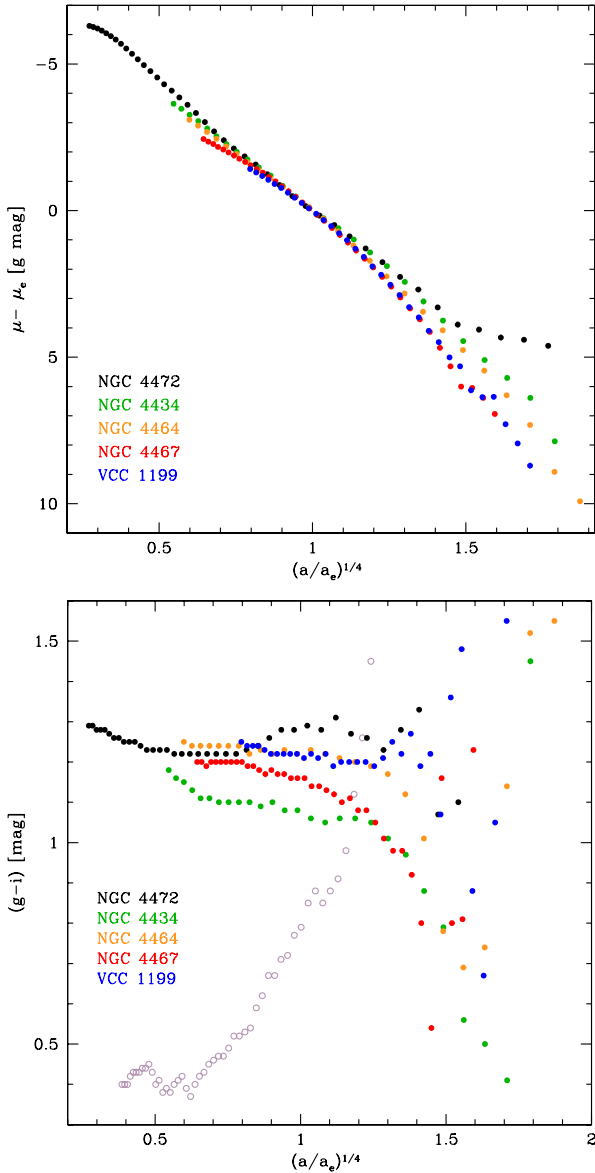 −5
0
5
10
μ− μe [g mag]
NGC 4472
NGC 4434
NGC 4464
NGC 4467
VCC 1199
0.5 1 1.5
(a/ae)1/4
1.5
1
0.5
(g−i) [mag]
NGC 4472
NGC 4434
NGC 4464
NGC 4467
VCC 1199
0.5 1 1.5 2
(a/ae)1/4